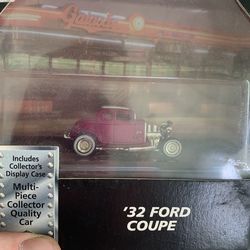 Includes
Collector's
Display Case
Multi-
Piece
Collector
Quality
Car
'32 FORD
COUPE